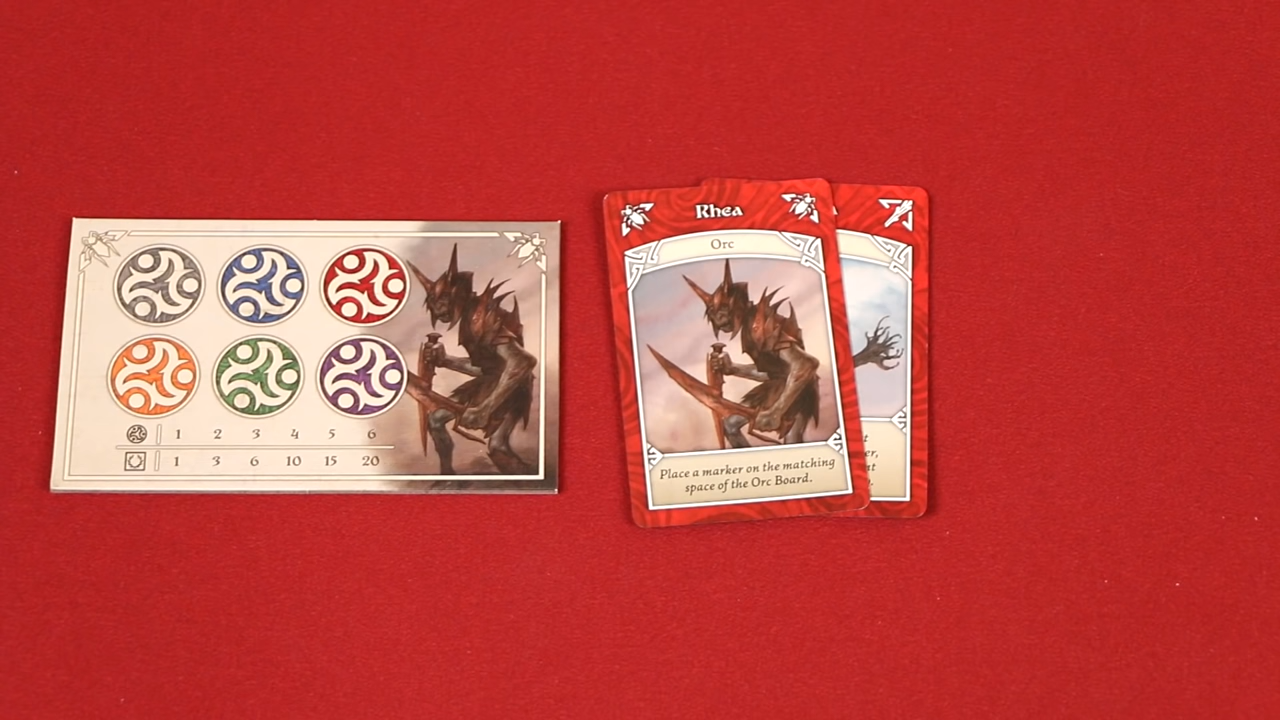 1 2 3 4 5 6
1 3 6 10 15 20
Rhea
Orc
Place a marker on the matching
space of the Orc Board.